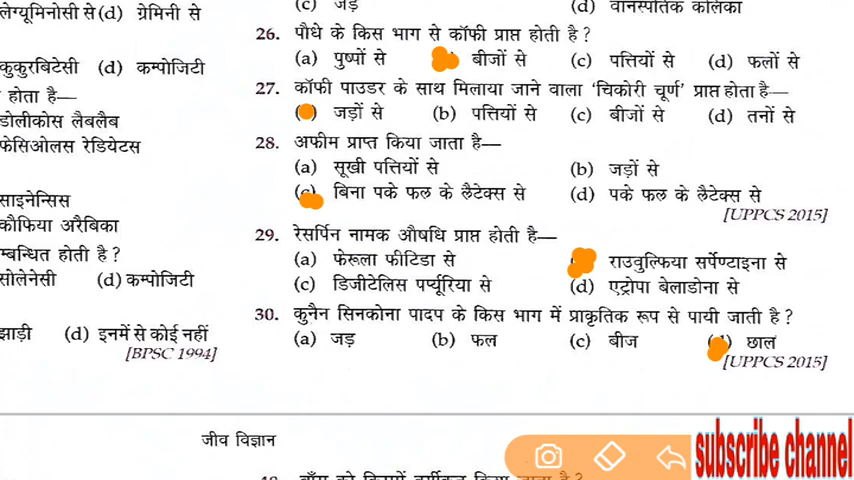 लेग्यूमिनोसी से (d) ग्रेमिनी से
कुकुरबिटेसी (d) कम्पोजिटी
होता है—
डोलीकोस लैबलैब
फेसिओलस रेडियेटस
साइनेन्सिस
कौफिया अरैबिका
म्बन्धित होती है ?
सोलेनेसी (d) कम्पोजिटी
झाड़ी (d) इनमें से कोई नहीं
[BPSC 1994]
(c) जड़ (d) वानस्पतिक कलिका
26. पौधे के किस भाग से कॉफी प्राप्त होती है ?
(a) पुष्पों से बीजों से (c) पत्तियों से (d) फलों से
27. कॉफी पाउडर के साथ मिलाया जाने वाला ‘चिकोरी चूर्ण’ प्राप्त होता है—
जड़ों से (b) पत्तियों से (c) बीजों से (d) तनों से
28. अफीम प्राप्त किया जाता है—
(a) सूखी पत्तियों से (b) जड़ों से
(c) बिना पके फल के लैटेक्स से (d) पके फल के लैटेक्स से
[UPPCS 2015]
29. रेसर्पिन नामक औषधि प्राप्त होती है—
(a) फेरूला फीटिडा से राउवुल्फिया सर्पेण्टाइना से
(c) डिजीटेलिस पर्प्यूरिया से (d) एट्रोपा बेलाडोना से
30. कुनैन सिनकोना पादप के किस भाग में प्राकृतिक रूप से पायी जाती है ?
(a) जड़ (b) फल (c) बीज (d) छाल
[UPPCS 2015]
जीव विज्ञान
subscribe channel